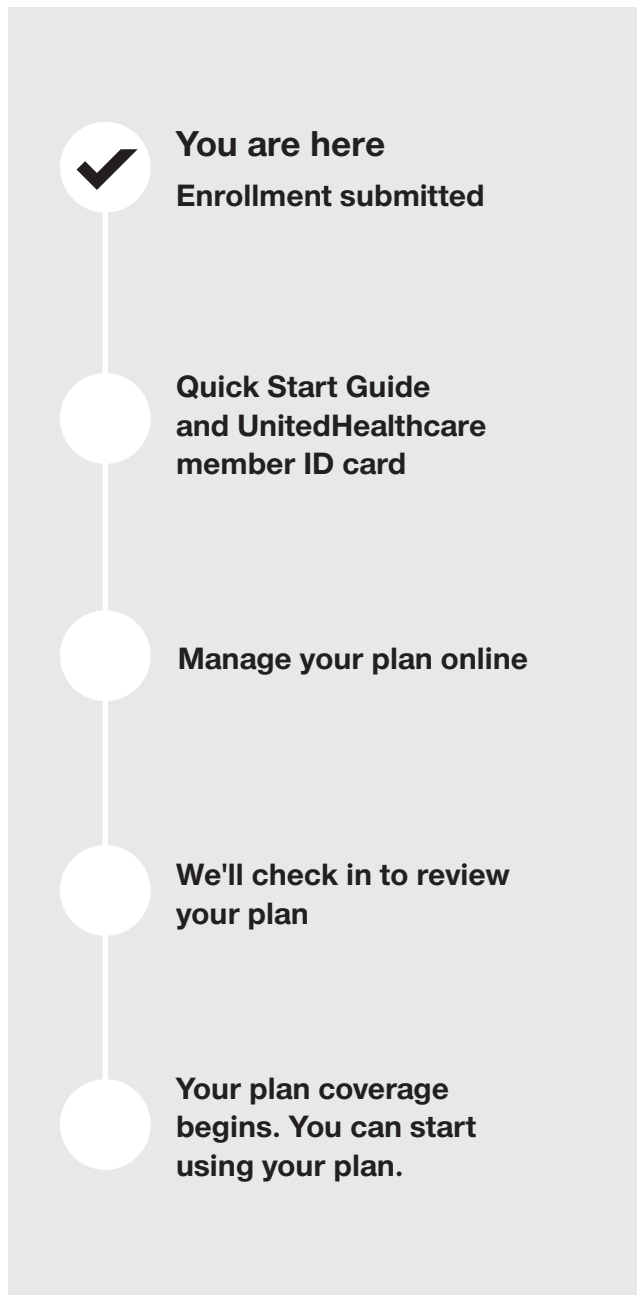 You are here
Enrollment submitted
Quick Start Guide
and UnitedHealthcare
member ID card
Manage your plan online
We'll check in to review
your plan
Your plan coverage
begins. You can start
using your plan.